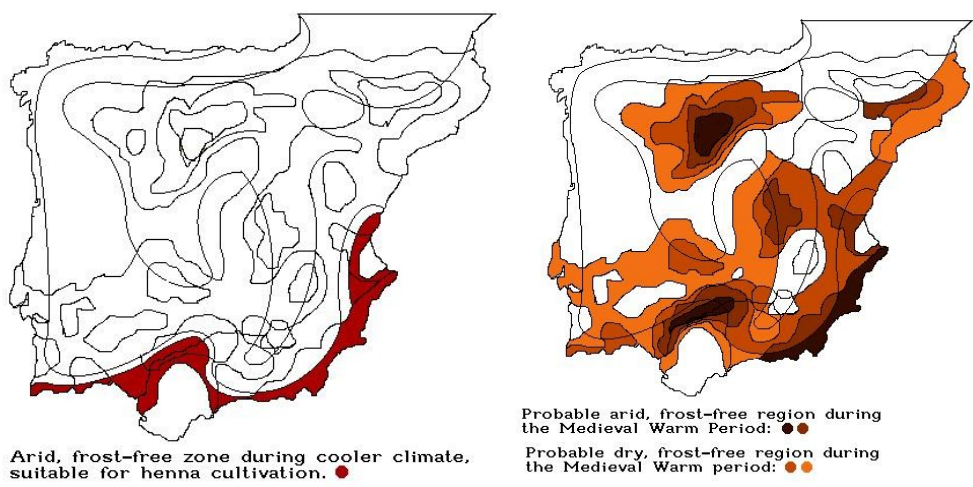 Arid, frost-free zone during cooler climate,
suitable for henna cultivation.
Probable arid, frost-free region during
the Medieval Warm Period:
Probable dry, frost-free region during
the Medieval Warm period: